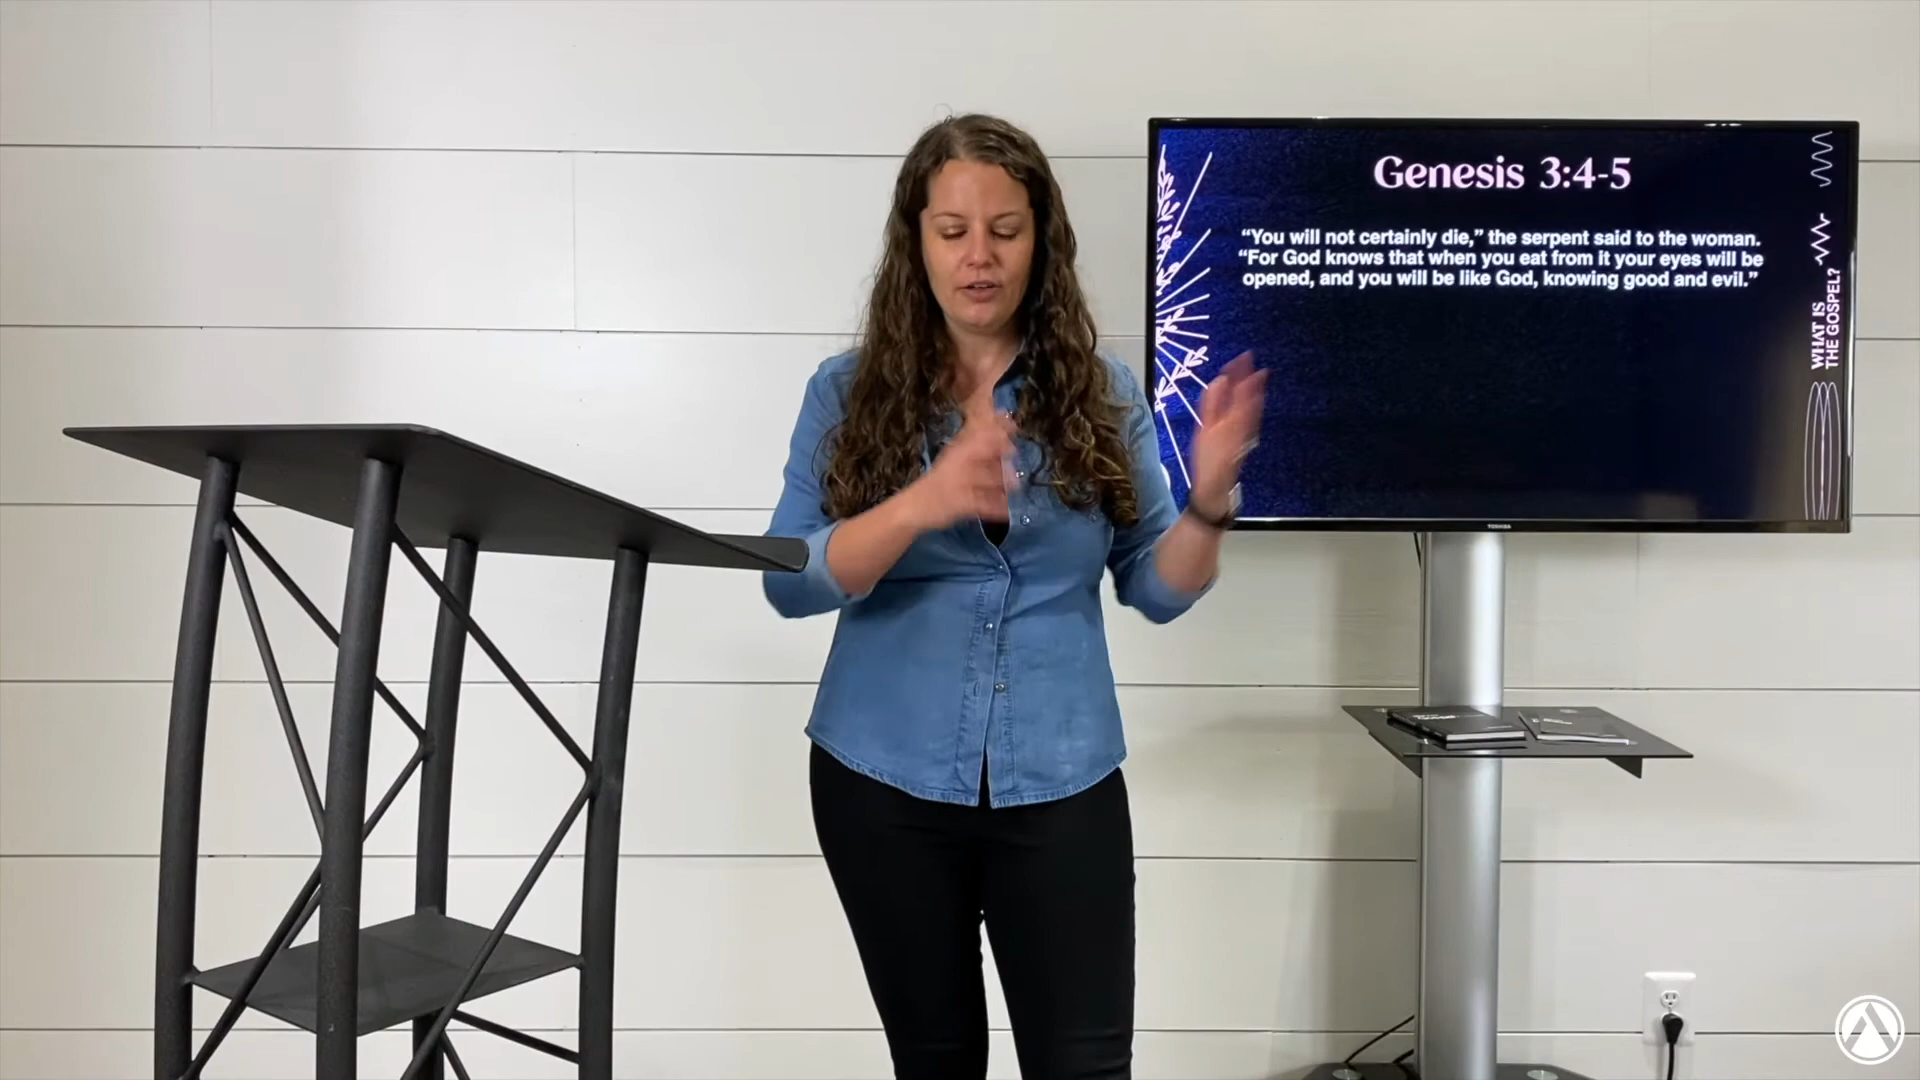 Genesis 3:4-5
“You will not certainly die,” the serpent said to the woman.
“For God knows that when you eat from it your eyes will be
opened, and you will be like God, knowing good and evil.”
WHAT IS
THE GOSPEL?
TOSHIBA